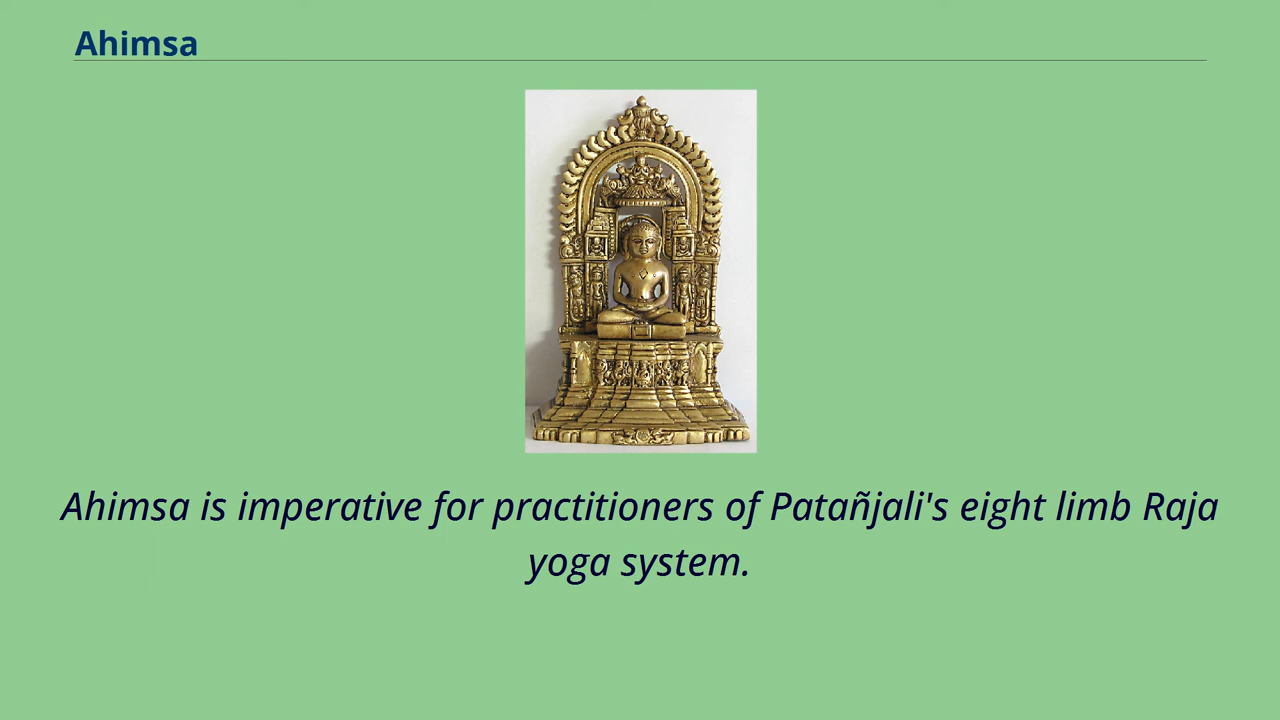 Ahimsa
Ahimsa is imperative for practitioners of Patañjali's eight limb Raja
yoga system.